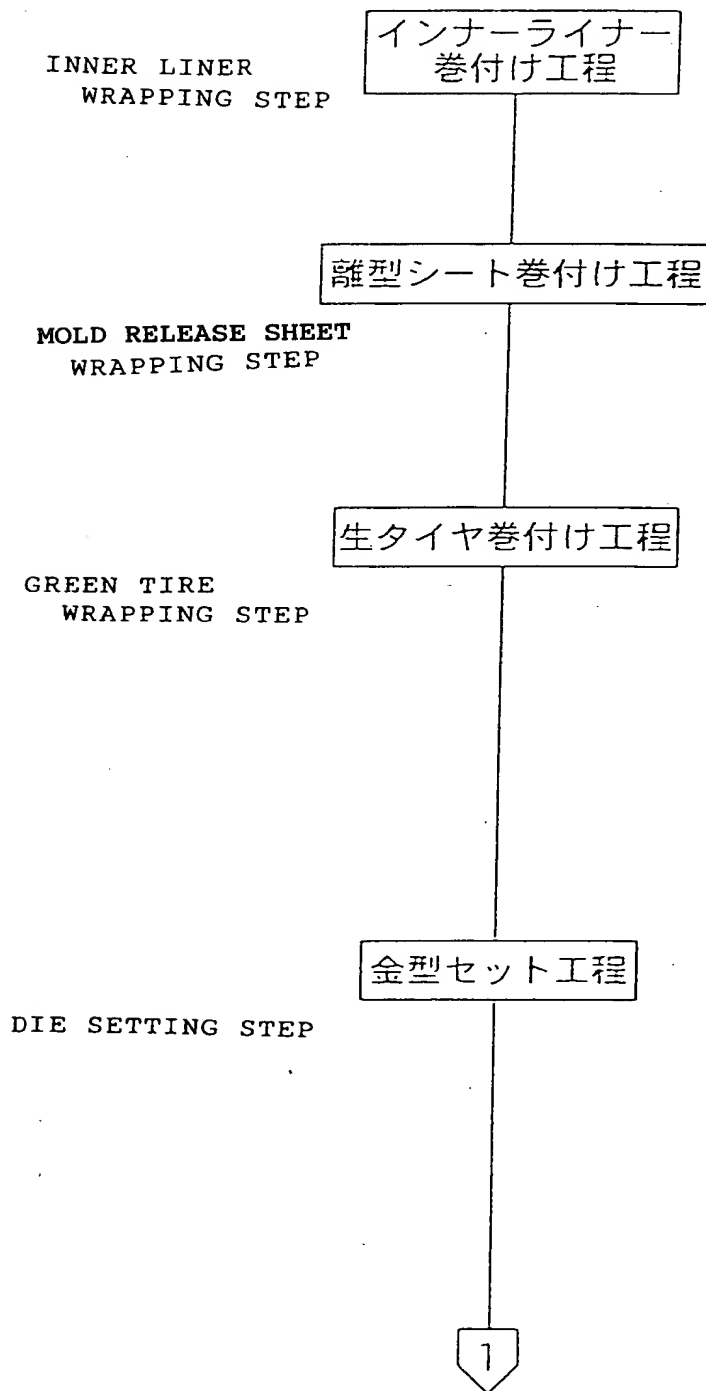 インナーライナー
巻付け工程
INNER LINER
WRAPPING STEP
離型シート巻付け工程
MOLD RELEASE SHEET
WRAPPING STEP
生タイヤ巻付け工程
GREEN TIRE
WRAPPING STEP
金型セット工程
DIE SETTING STEP
1